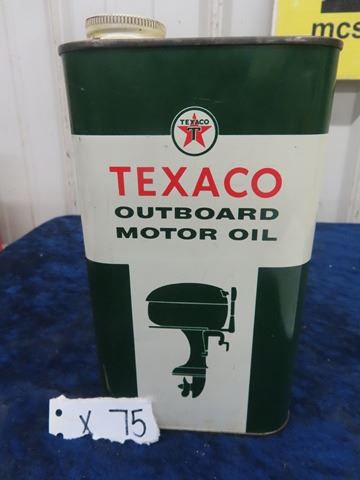 mcs
TEXACO
T
TEXACO
OUTBOARD
MOTOR OIL
X 75